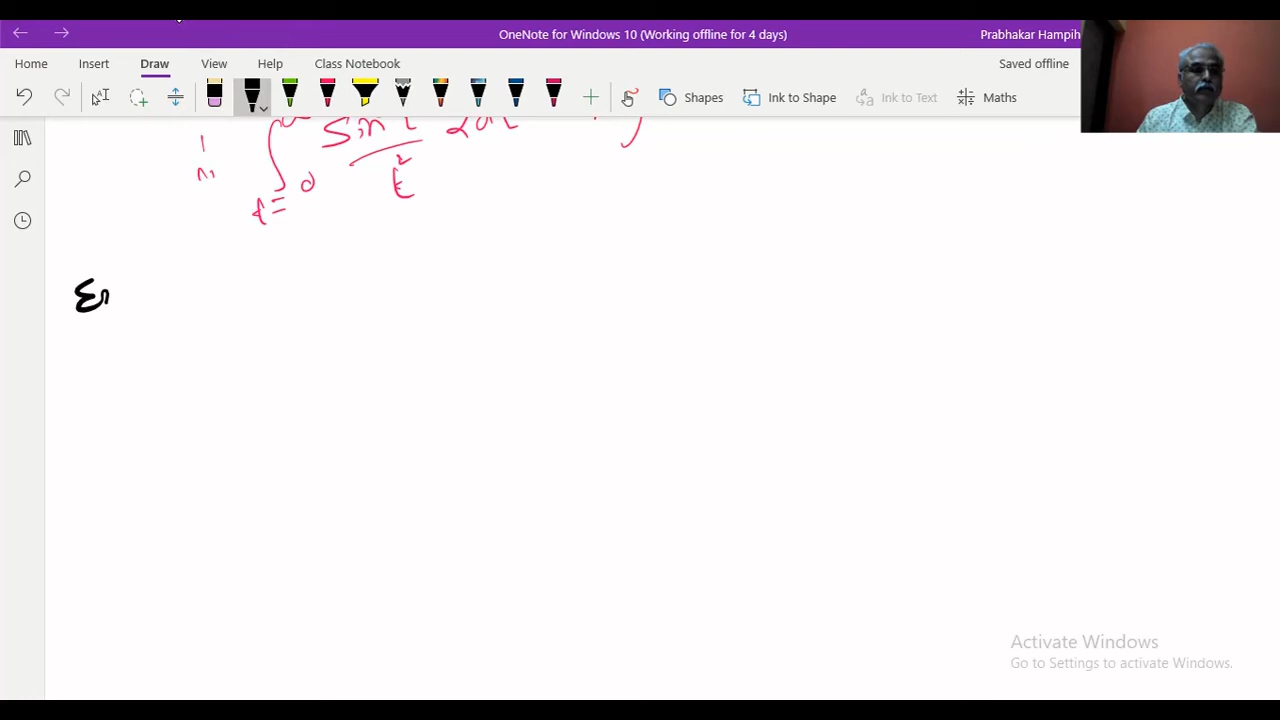 OneNote for Windows 10 (Working offline for 4 days)
Prabhakar Hampih
Home Insert Draw View Help Class Notebook Saved offline
Shapes Ink to Shape Ink to Text Maths
Sin
t²
t=0
Activate Windows
Go to Settings to activate Windows.